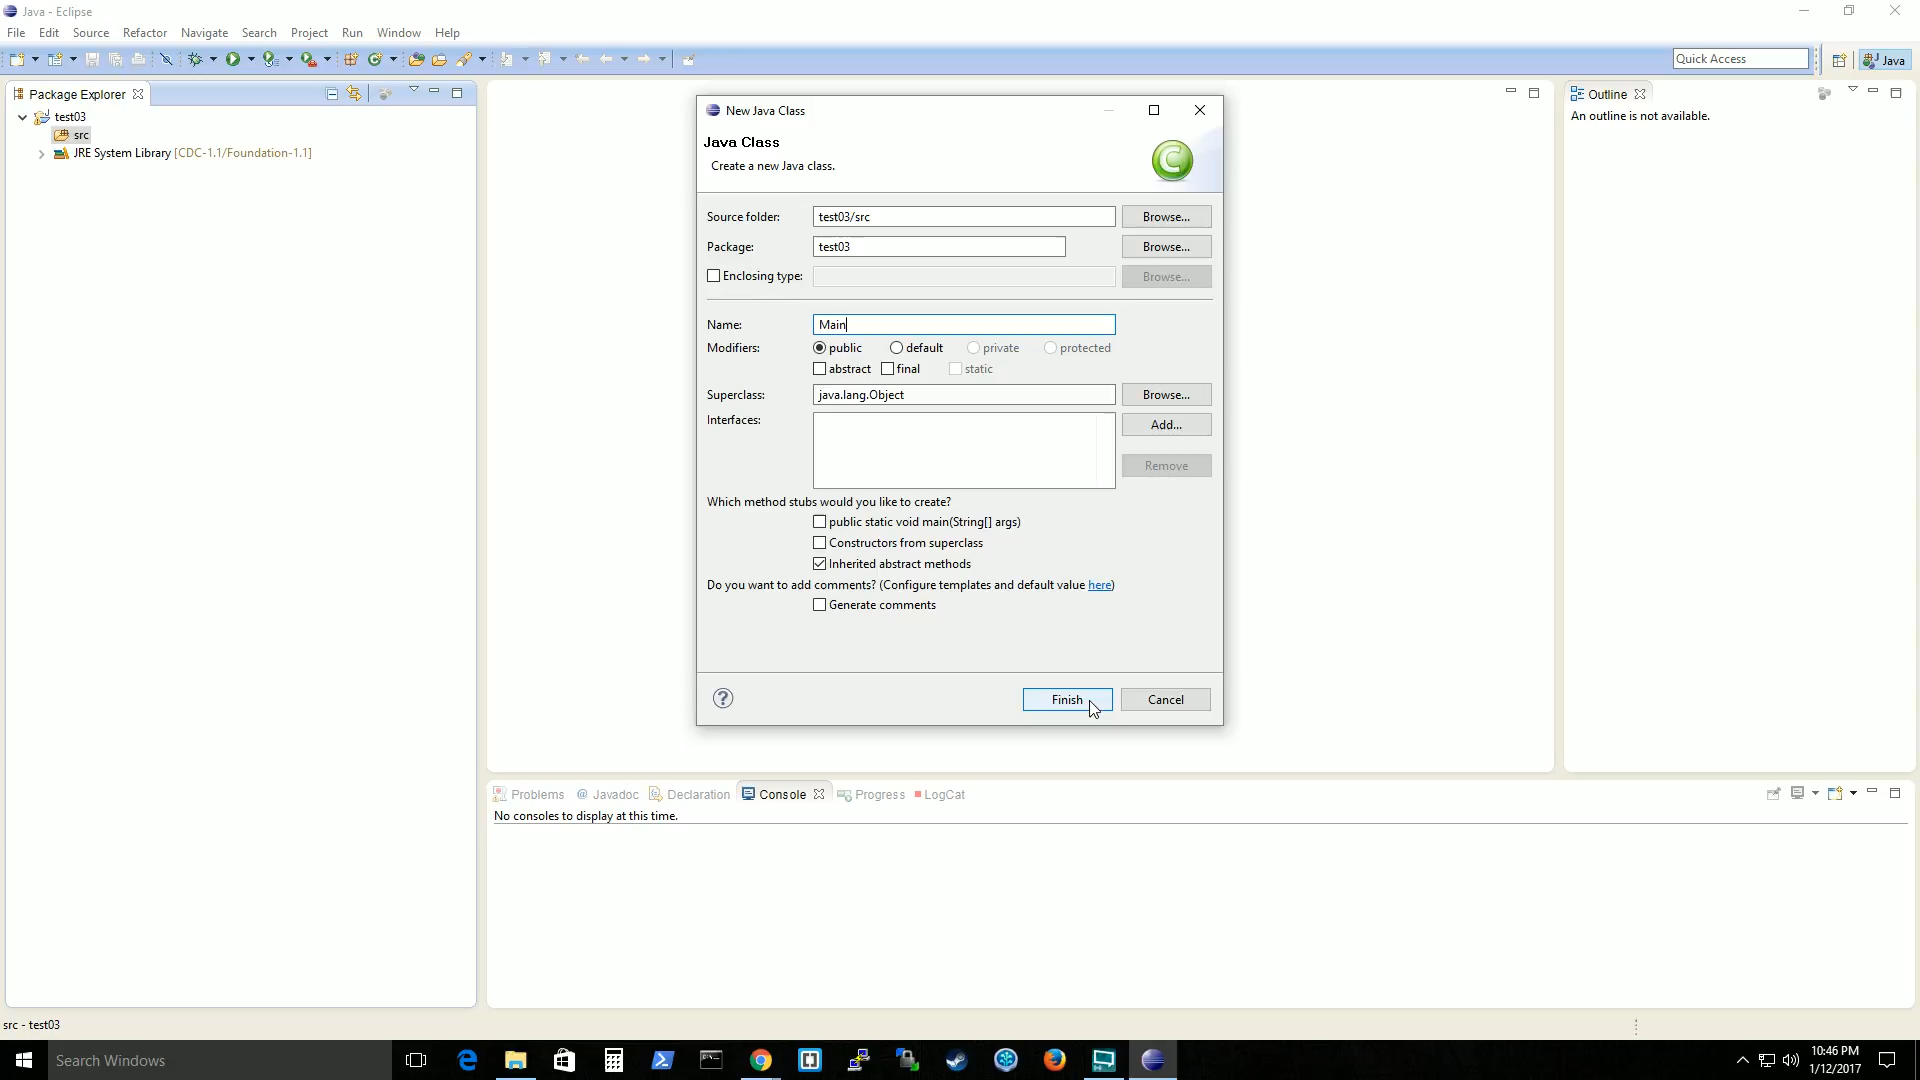 Java - Eclipse
File Edit Source Refactor Navigate Search Project Run Window Help
Quick Access
Java
Package Explorer
test03
src
JRE System Library [CDC-1.1/Foundation-1.1]
New Java Class
Java Class
Create a new Java class.
Source folder: test03/src Browse...
Package: test03 Browse...
Enclosing type: Browse...
Name: Main
Modifiers: public default private protected
abstract final static
Superclass: java.lang.Object Browse...
Interfaces: Add...
Remove
Which method stubs would you like to create?
public static void main(String[] args)
Constructors from superclass
Inherited abstract methods
Do you want to add comments? (Configure templates and default value here)
Generate comments
Finish Cancel
Outline
An outline is not available.
Problems @ Javadoc Declaration Console Progress LogCat
No consoles to display at this time.
src - test03
Search Windows
10:46 PM
1/12/2017